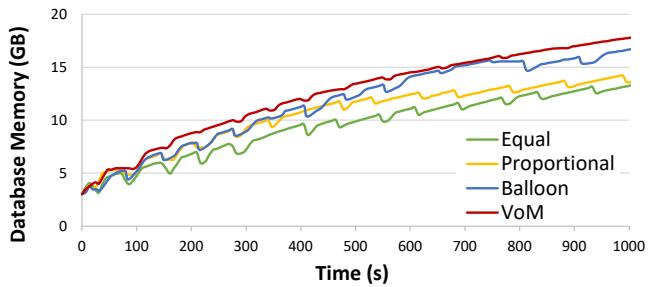 Database Memory (GB)
20
15
10
5
0
Equal
Proportional
Balloon
VoM
0 100 200 300 400 500 600 700 800 900 1000
Time (s)